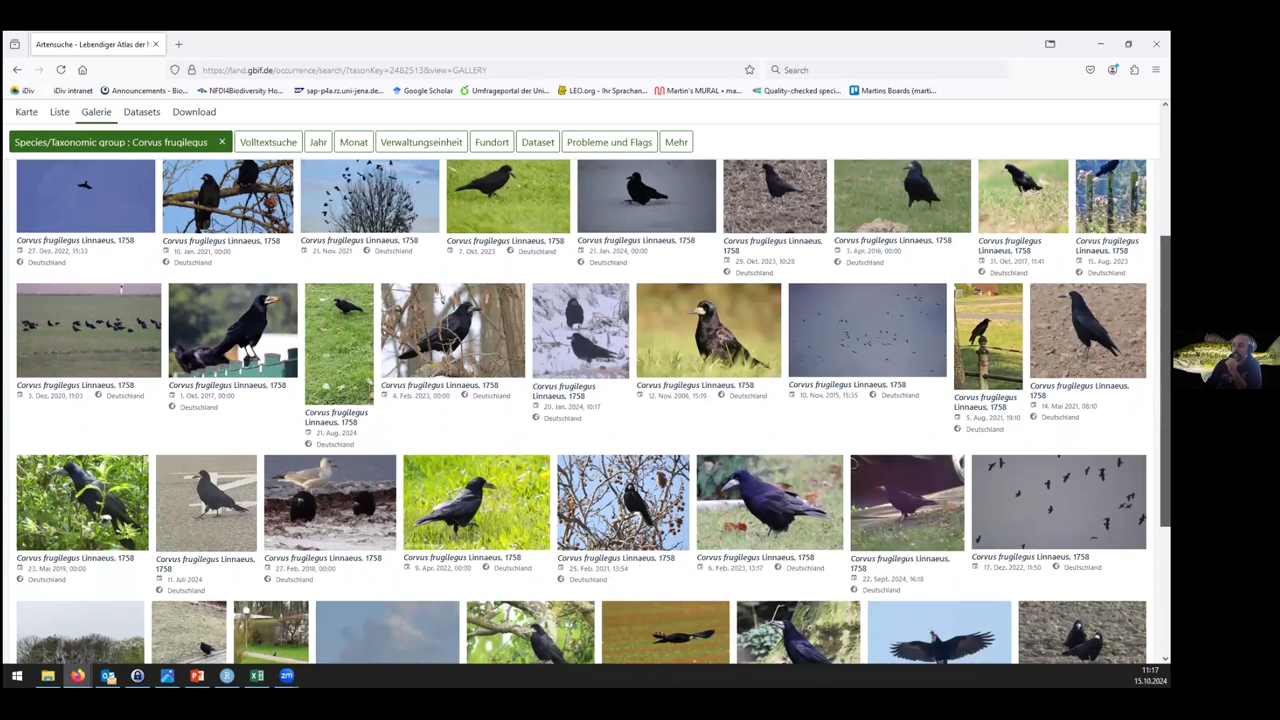 Artensuche - Lebendiger Atlas der N
https://land.gbif.de/occurrence/search/?taxonKey=2482513&view=GALLERY
Search
iDiv
iDiv intranet
Announcements - Bio...
NFDI4Biodiversity Ho...
sap-p4a.rz.uni-jena.de...
Google Scholar
Umfrageportal der Uni...
LEO.org - Ihr Sprachan...
Martin's MURAL • ma...
Quality-checked speci...
Martins Boards (marti...
Karte
Liste
Galerie
Datasets
Download
Species/Taxonomic group : Corvus frugilegus
Volltextsuche
Jahr
Monat
Verwaltungseinheit
Fundort
Dataset
Probleme und Flags
Mehr
Corvus frugilegus Linnaeus, 1758
27. Dez. 2022, 15:33
Deutschland
Corvus frugilegus Linnaeus, 1758
10. Jan. 2021, 00:00
Deutschland
Corvus frugilegus Linnaeus, 1758
21. Nov. 2021 Deutschland
Corvus frugilegus Linnaeus, 1758
7. Okt. 2023 Deutschland
Corvus frugilegus Linnaeus, 1758
21. Jan. 2024, 00:00
Deutschland
Corvus frugilegus
Linnaeus, 1758
29. Okt. 2023, 10:28
Deutschland
Corvus frugilegus Linnaeus, 1758
3. Apr. 2016, 00:00
Deutschland
Corvus frugilegus
Linnaeus, 1758
31. Okt. 2017, 11:41
Deutschland
Corvus frugilegus
Linnaeus, 1758
15. Aug. 2023
Deutschland
Corvus frugilegus Linnaeus, 1758
3. Dez. 2020, 11:03 Deutschland
Corvus frugilegus Linnaeus, 1758
1. Okt. 2017, 00:00
Deutschland
Corvus frugilegus
Linnaeus, 1758
21. Aug. 2024
Deutschland
Corvus frugilegus Linnaeus, 1758
4. Feb. 2023, 00:00 Deutschland
Corvus frugilegus
Linnaeus, 1758
20. Jan. 2024, 10:17
Deutschland
Corvus frugilegus Linnaeus, 1758
12. Nov. 2006, 15:19 Deutschland
Corvus frugilegus Linnaeus, 1758
10. Nov. 2015, 15:35 Deutschland
Corvus frugilegus
Linnaeus, 1758
5. Aug. 2021, 19:10
Deutschland
Corvus frugilegus Linnaeus,
1758
14. Mai 2021, 08:10
Deutschland
Corvus frugilegus Linnaeus, 1758
23. Mai 2019, 00:00
Deutschland
Corvus frugilegus Linnaeus,
1758
11. Juli 2024
Deutschland
Corvus frugilegus Linnaeus, 1758
27. Feb. 2018, 00:00
Deutschland
Corvus frugilegus Linnaeus, 1758
9. Apr. 2022, 00:00 Deutschland
Corvus frugilegus Linnaeus, 1758
25. Feb. 2021, 11:54
Deutschland
Corvus frugilegus Linnaeus, 1758
6. Feb. 2023, 13:17 Deutschland
Corvus frugilegus Linnaeus,
1758
22. Sept. 2024, 16:18
Deutschland
Corvus frugilegus Linnaeus, 1758
17. Dez. 2022, 11:50 Deutschland
11:17
15.10.2024